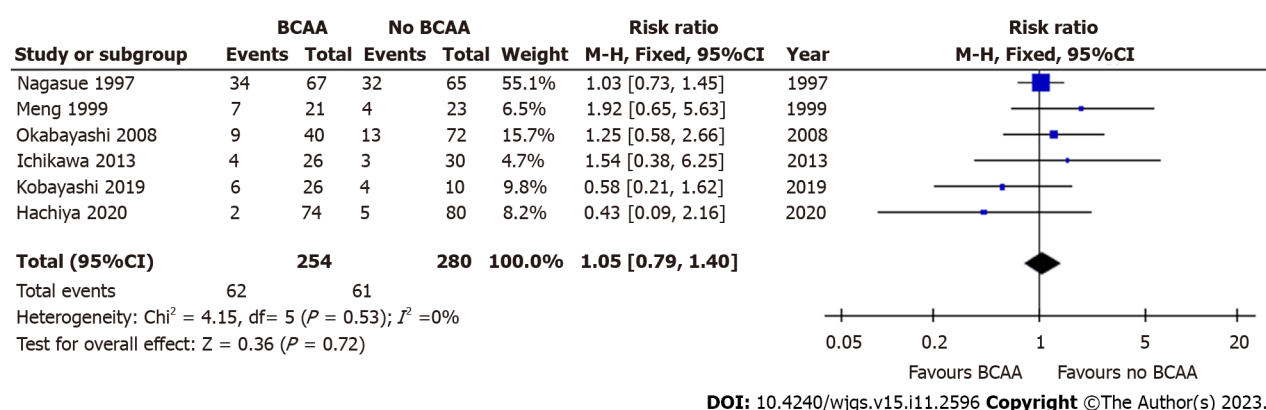 BCAA No BCAA Risk ratio Risk ratio
Study or subgroup Events Total Events Total Weight M-H, Fixed, 95%CI Year M-H, Fixed, 95%CI
Nagasue 1997 34 67 32 65 55.1% 1.03 [0.73, 1.45] 1997
Meng 1999 7 21 4 23 6.5% 1.92 [0.65, 5.63] 1999
Okabayashi 2008 9 40 13 72 15.7% 1.25 [0.58, 2.66] 2008
Ichikawa 2013 4 26 3 30 4.7% 1.54 [0.38, 6.25] 2013
Kobayashi 2019 6 26 4 10 9.8% 0.58 [0.21, 1.62] 2019
Hachiya 2020 2 74 5 80 8.2% 0.43 [0.09, 2.16] 2020
Total (95%CI) 254 280 100.0% 1.05 [0.79, 1.40]
Total events 62 61
Heterogeneity: Chi² = 4.15, df= 5 (P = 0.53); I² =0%
Test for overall effect: Z = 0.36 (P = 0.72)
0.05 0.2 1 5 20
Favours BCAA Favours no BCAA
DOI: 10.4240/wjgs.v15.i11.2596 Copyright ©The Author(s) 2023.